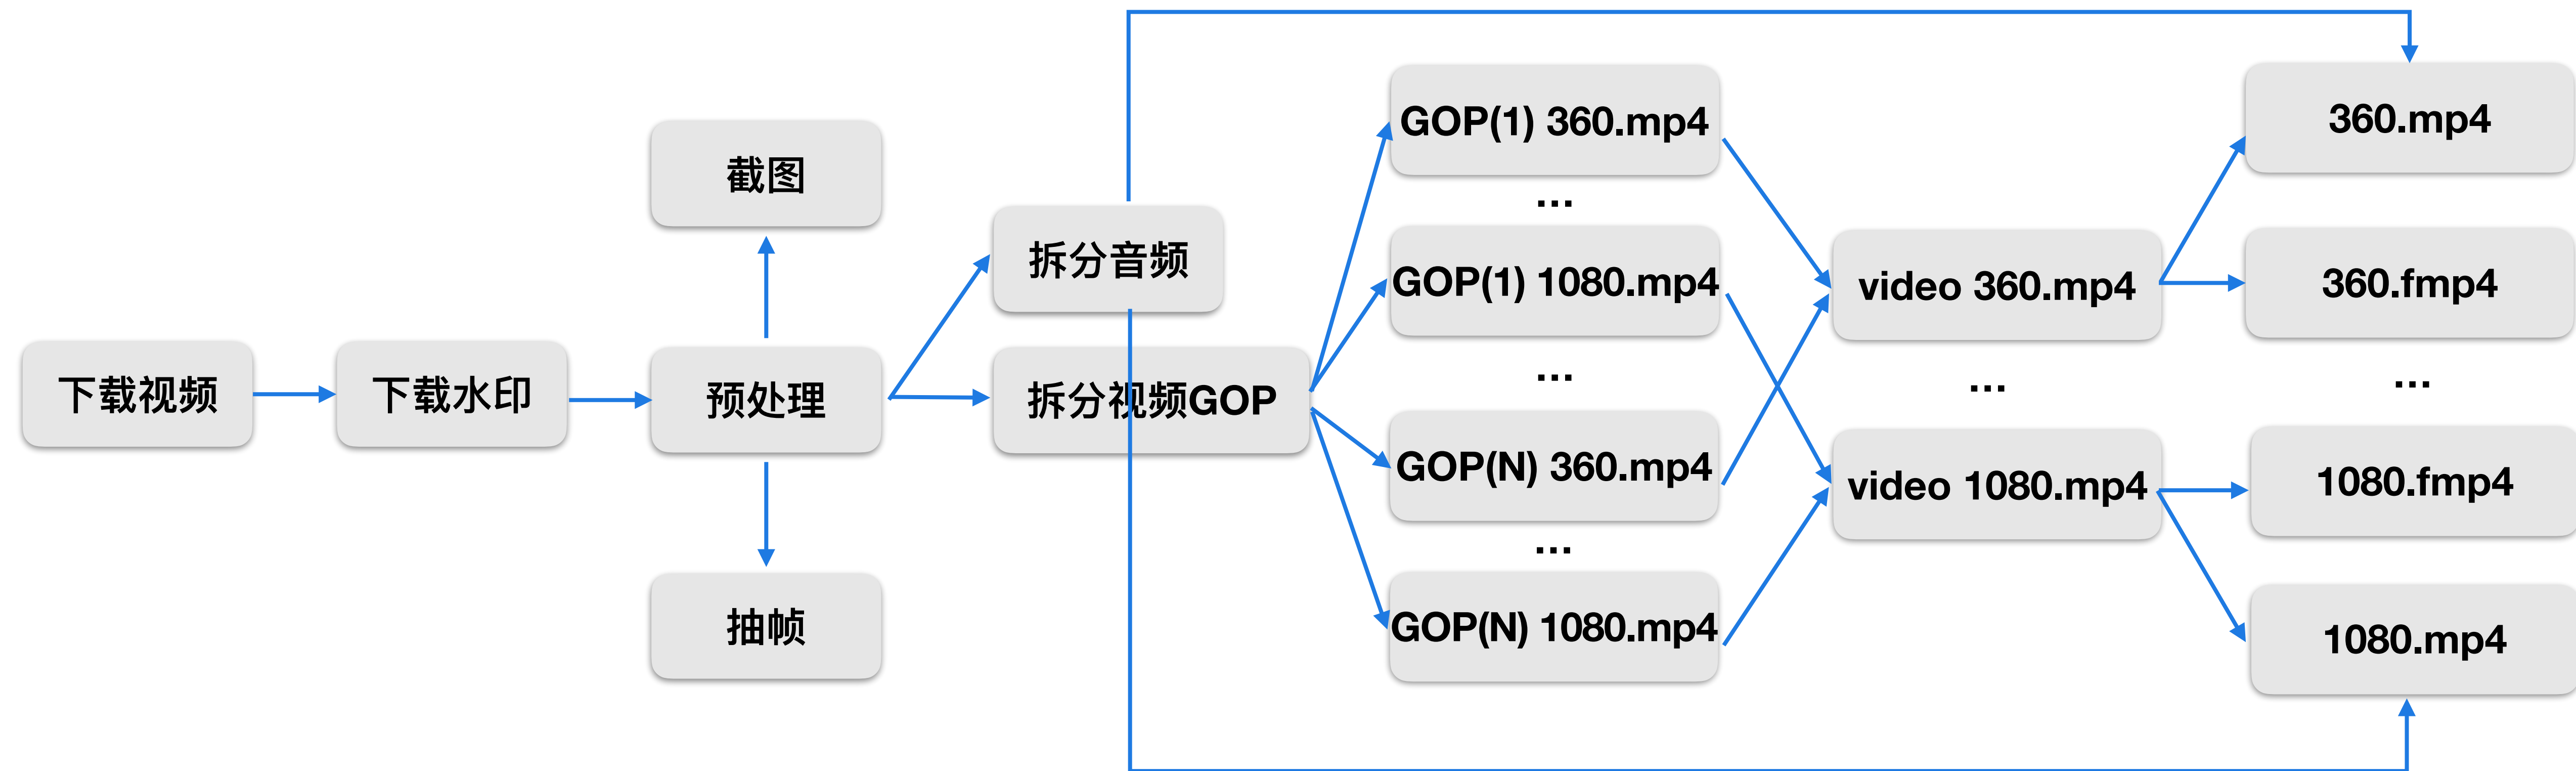 下载视频
下载水印
截图
预处理
抽帧
拆分音频
拆分视频GOP
GOP(1) 360.mp4
...
GOP(1) 1080.mp4
...
GOP(N) 360.mp4
...
GOP(N) 1080.mp4
video 360.mp4
...
video 1080.mp4
360.mp4
360.fmp4
...
1080.fmp4
1080.mp4